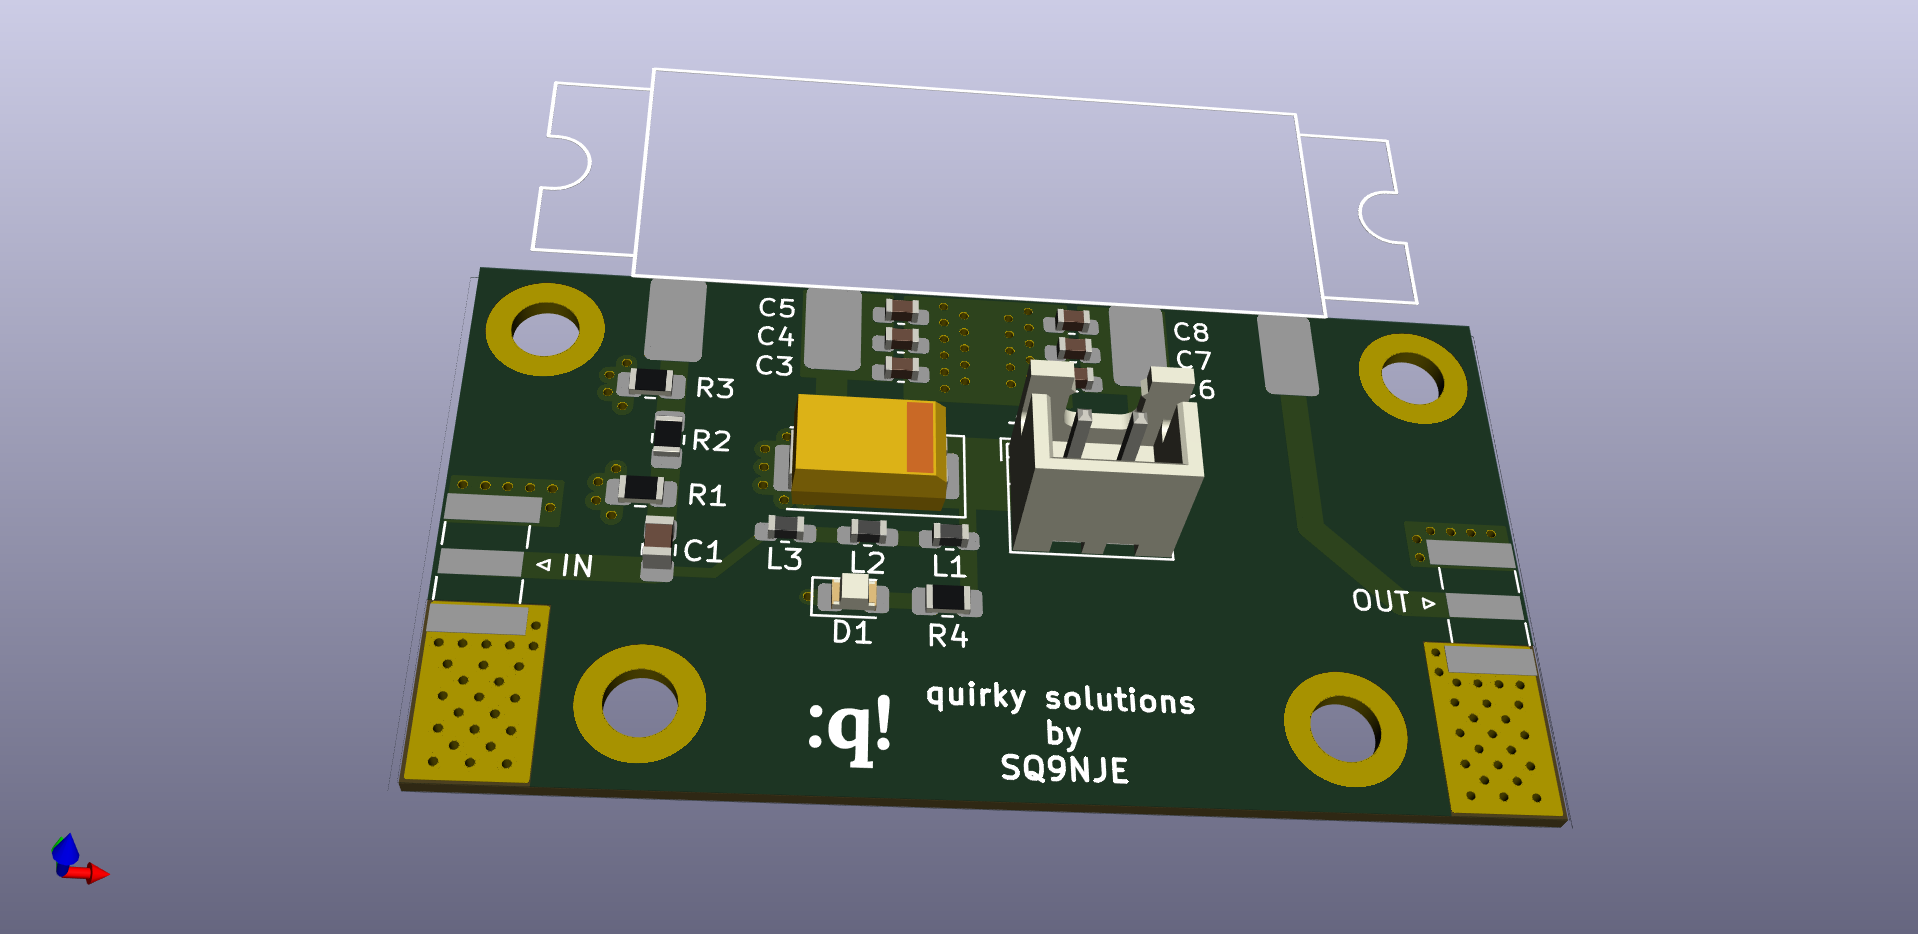 C5
C4
C3
C8
C7
C6
R3
R2
R1
C1
◁ IN
L3
L2
L1
D1
R4
OUT ▷
:q!
quirky solutions
by
SQ9NJE